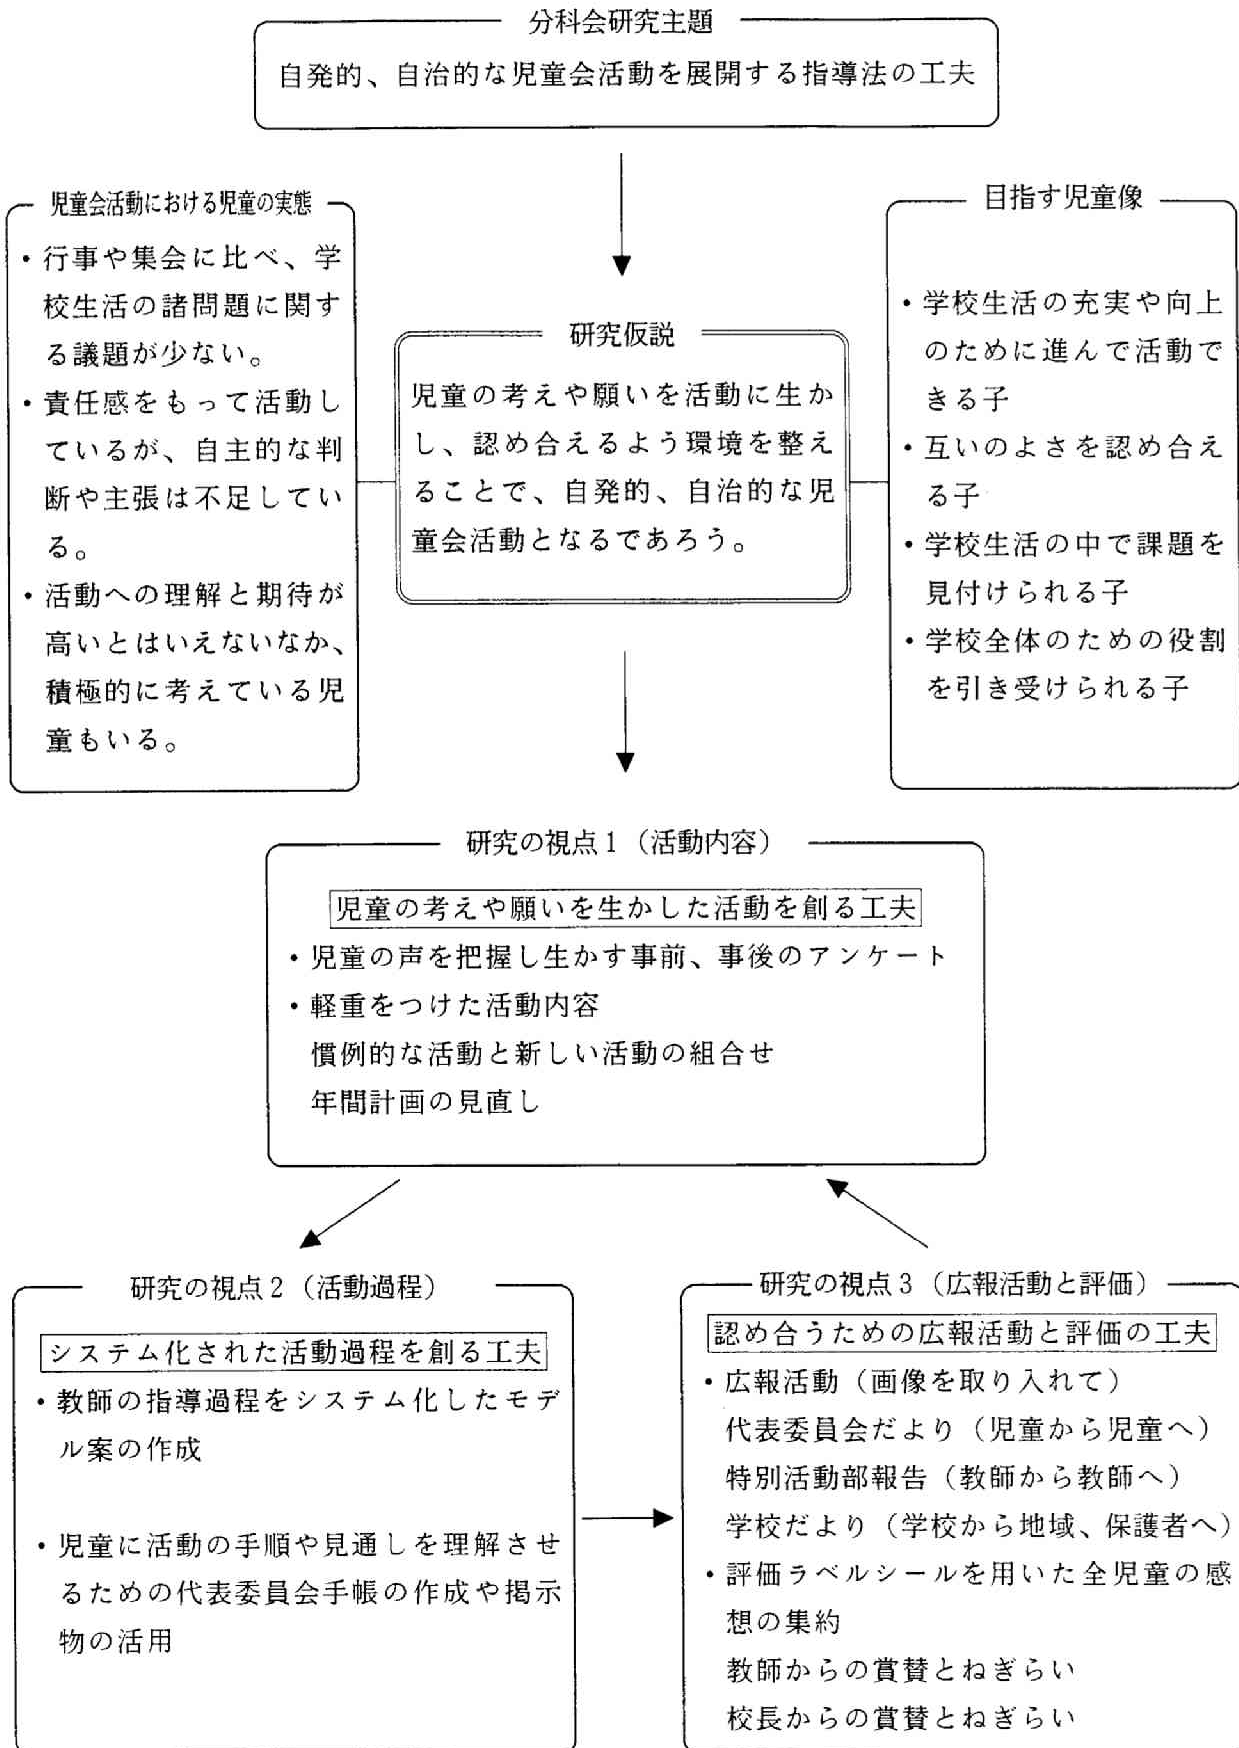 分科会研究主題
自発的、自治的な児童会活動を展開する指導法の工夫
児童会活動における児童の実態
・行事や集会に比べ、学
校生活の諸問題に関す
る議題が少ない。
・責任感をもって活動し
ているが、自主的な判
断や主張は不足してい
る。
・活動への理解と期待が
高いとはいえないなか、
積極的に考えている児
童もいる。
研究仮説
児童の考えや願いを活動に生か
し、認め合えるよう環境を整え
ることで、自発的、自治的な児
童会活動となるであろう。
目指す児童像
・学校生活の充実や向上
のために進んで活動で
きる子
・互いのよさを認め合え
る子
・学校生活の中で課題を
見付けられる子
・学校全体のための役割
を引き受けられる子
研究の視点1（活動内容）
児童の考えや願いを生かした活動を創る工夫
・児童の声を把握し生かす事前、事後のアンケート
・軽重をつけた活動内容
慣例的な活動と新しい活動の組合せ
年間計画の見直し
研究の視点2（活動過程）
システム化された活動過程を創る工夫
・教師の指導過程をシステム化したモデ
ル案の作成
・児童に活動の手順や見通しを理解させ
るための代表委員会手帳の作成や掲示
物の活用
研究の視点3（広報活動と評価）
認め合うための広報活動と評価の工夫
・広報活動（画像を取り入れて）
代表委員会だより（児童から児童へ）
特別活動部報告（教師から教師へ）
学校だより（学校から地域、保護者へ）
・評価ラベルシールを用いた全児童の感
想の集約
教師からの賞賛とねぎらい
校長からの賞賛とねぎらい